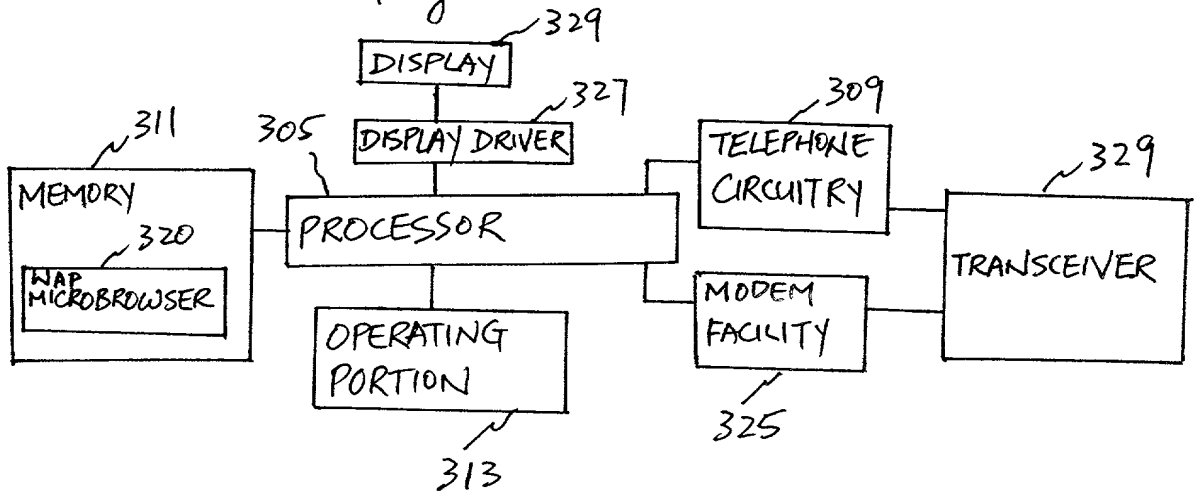 329
DISPLAY
327
DISPLAY DRIVER
311
MEMORY
320
WAP
MICROBROWSER
305
PROCESSOR
309
TELEPHONE
CIRCUITRY
329
TRANSCEIVER
OPERATING
PORTION
313
MODEM
FACILITY
325